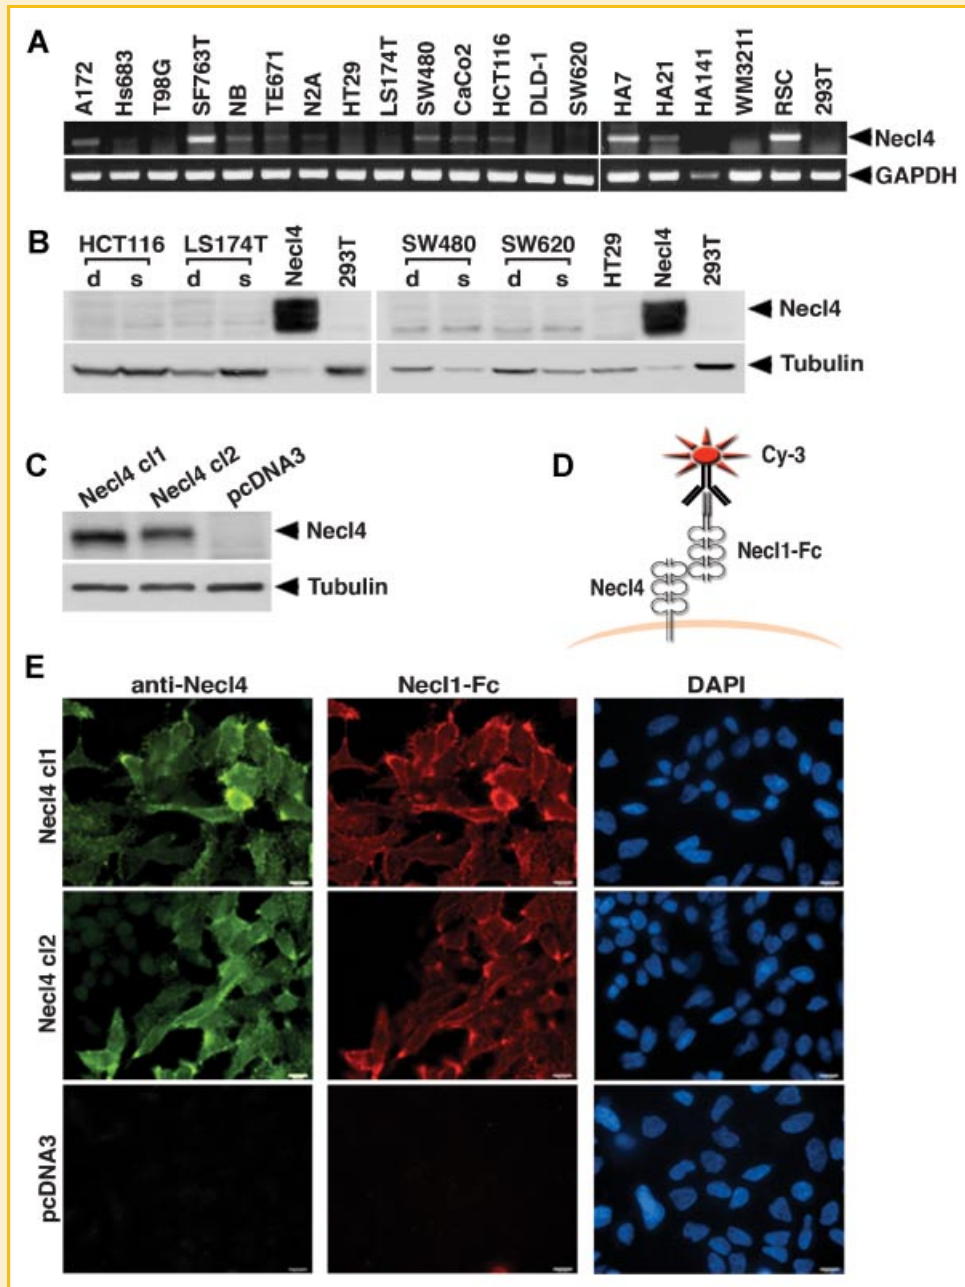 A
A172 Hs683 T98G SF763T NB TE671 N2A HT29 LS174T SW480 CaCo2 HCT116 DLD-1 SW620 HA7 HA21 HA141 WM3211 RSC 293T
Necl4
GAPDH
B
HCT116 LS174T Necl4 293T SW480 SW620 HT29 Necl4 293T
d s d s d s d s
Necl4
Tubulin
C
Necl4 cl1 Necl4 cl2 pcDNA3
Necl4
Tubulin
D
Cy-3
Necl1-Fc
Necl4
E
anti-Necl4 Necl1-Fc DAPI
Necl4 cl1
Necl4 cl2
pcDNA3